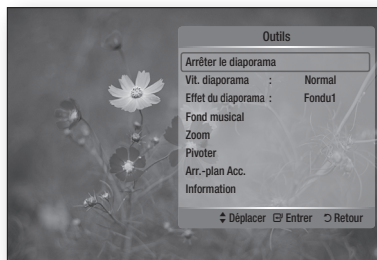 Outils
Arrêter le diaporama
Vit. diaporama : Normal
Effet du diaporama : Fondu1
Fond musical
Zoom
Pivoter
Arr.-plan Acc.
Information
Déplacer Entrer Retour